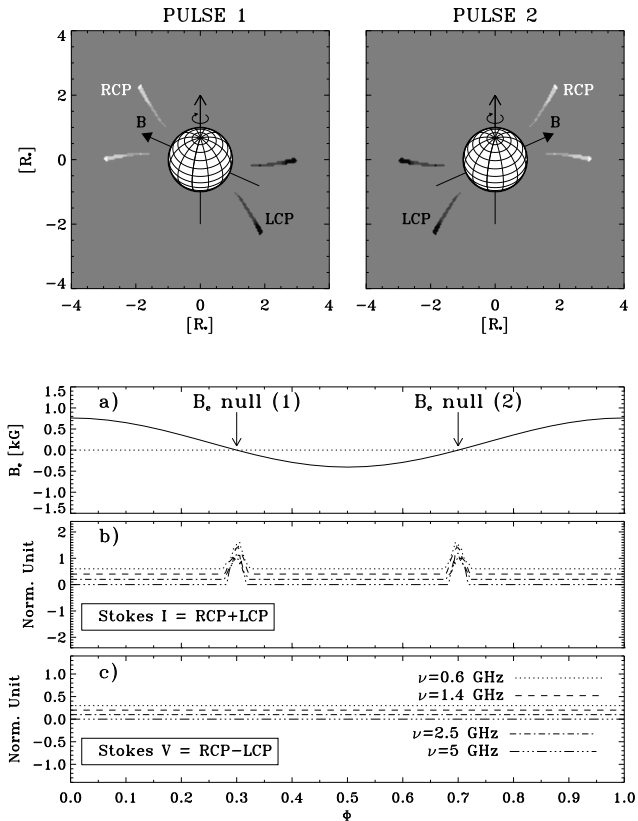 PULSE 1
PULSE 2
4
2
0
−2
−4
[R*]
RCP
B
LCP
RCP
B
LCP
−4 −2 0 2 4
−4 −2 0 2 4
[R*]
[R*]
a)
Bₑ null (1)
Bₑ null (2)
1.5
1.0
0.5
0.0
−0.5
−1.0
−1.5
Bₑ [kG]
b)
2
1
0
−1
−2
Norm. Unit
Stokes I = RCP+LCP
c)
1.0
0.5
0.0
−0.5
−1.0
Norm. Unit
ν=0.6 GHz
ν=1.4 GHz
ν=2.5 GHz
ν=5 GHz
Stokes V = RCP−LCP
0.0 0.1 0.2 0.3 0.4 0.5 0.6 0.7 0.8 0.9 1.0
Φ